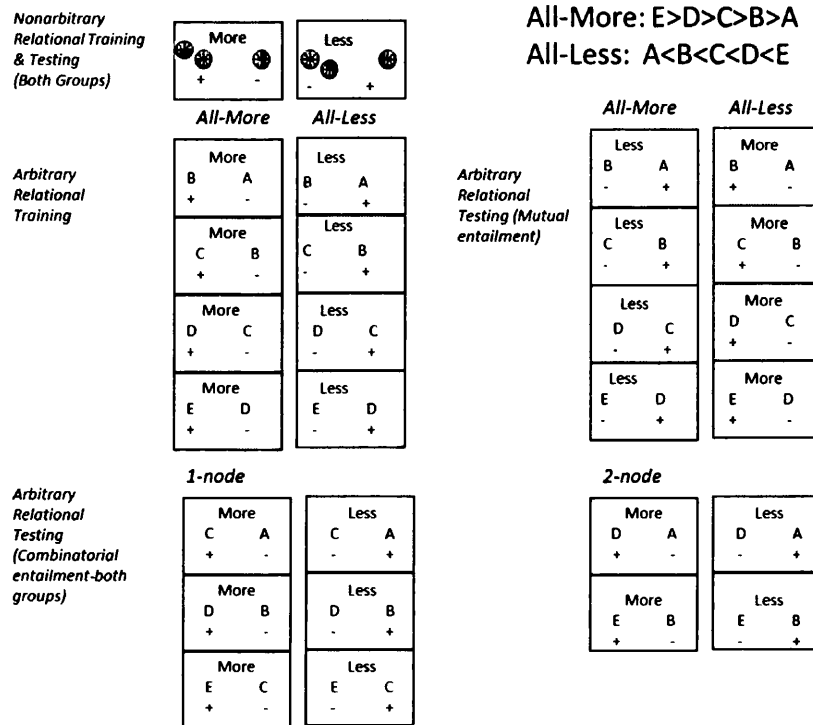 Nonarbitrary
Relational Training
& Testing
(Both Groups)
More
+ -
Less
- +
All-More: E>D>C>B>A
All-Less: A<B<C<D<E
All-More All-Less
Arbitrary
Relational
Training
More
B A
+ -
Less
B A
- +
More
C B
+ -
Less
C B
- +
More
D C
+ -
Less
D C
- +
More
E D
+ -
Less
E D
- +
All-More All-Less
Arbitrary
Relational
Testing (Mutual
entailment)
Less
B A
- +
More
B A
+ -
Less
C B
- +
More
C B
+ -
Less
D C
- +
More
D C
+ -
Less
E D
- +
More
E D
+ -
Arbitrary
Relational
Testing
(Combinatorial
entailment-both
groups)
1-node
More
C A
+ -
Less
C A
- +
More
D B
+ -
Less
D B
- +
More
E C
+ -
Less
E C
- +
2-node
More
D A
+ -
Less
D A
- +
More
E B
+ -
Less
E B
- +